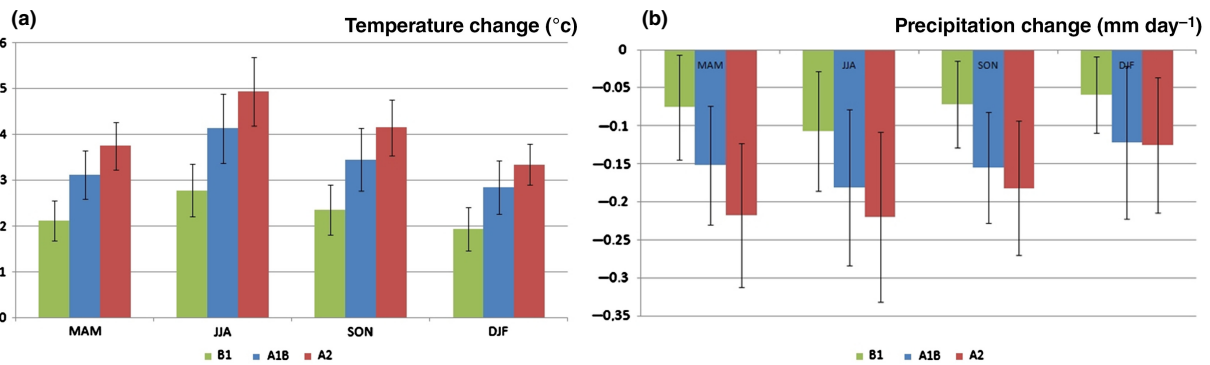 (a)
Temperature change (°c)
6
5
4
3
2
1
0
MAM JJA SON DJF
B1 A1B A2
(b)
Precipitation change (mm day–1)
0
–0.05
–0.1
–0.15
–0.2
–0.25
–0.3
–0.35
MAM JJA SON DJF
B1 A1B A2